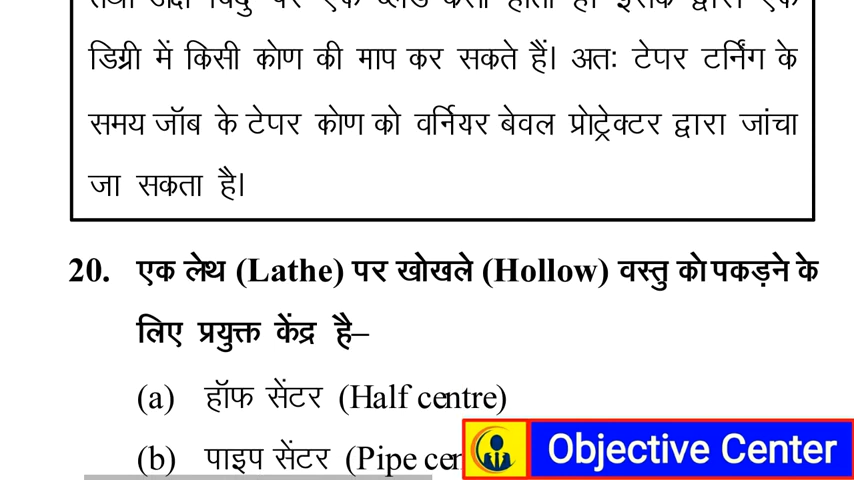 डिग्री में किसी कोण की माप कर सकते हैं। अतः टेपर टर्निंग के
समय जॉब के टेपर कोण को वर्नियर बेवल प्रोट्रेक्टर द्वारा जांचा
जा सकता है।
20. एक लेथ (Lathe) पर खोखले (Hollow) वस्तु को पकड़ने के
लिए प्रयुक्त केंद्र है–
(a) हॉफ सेंटर (Half centre)
(b) पाइप सेंटर (Pipe
Objective Center